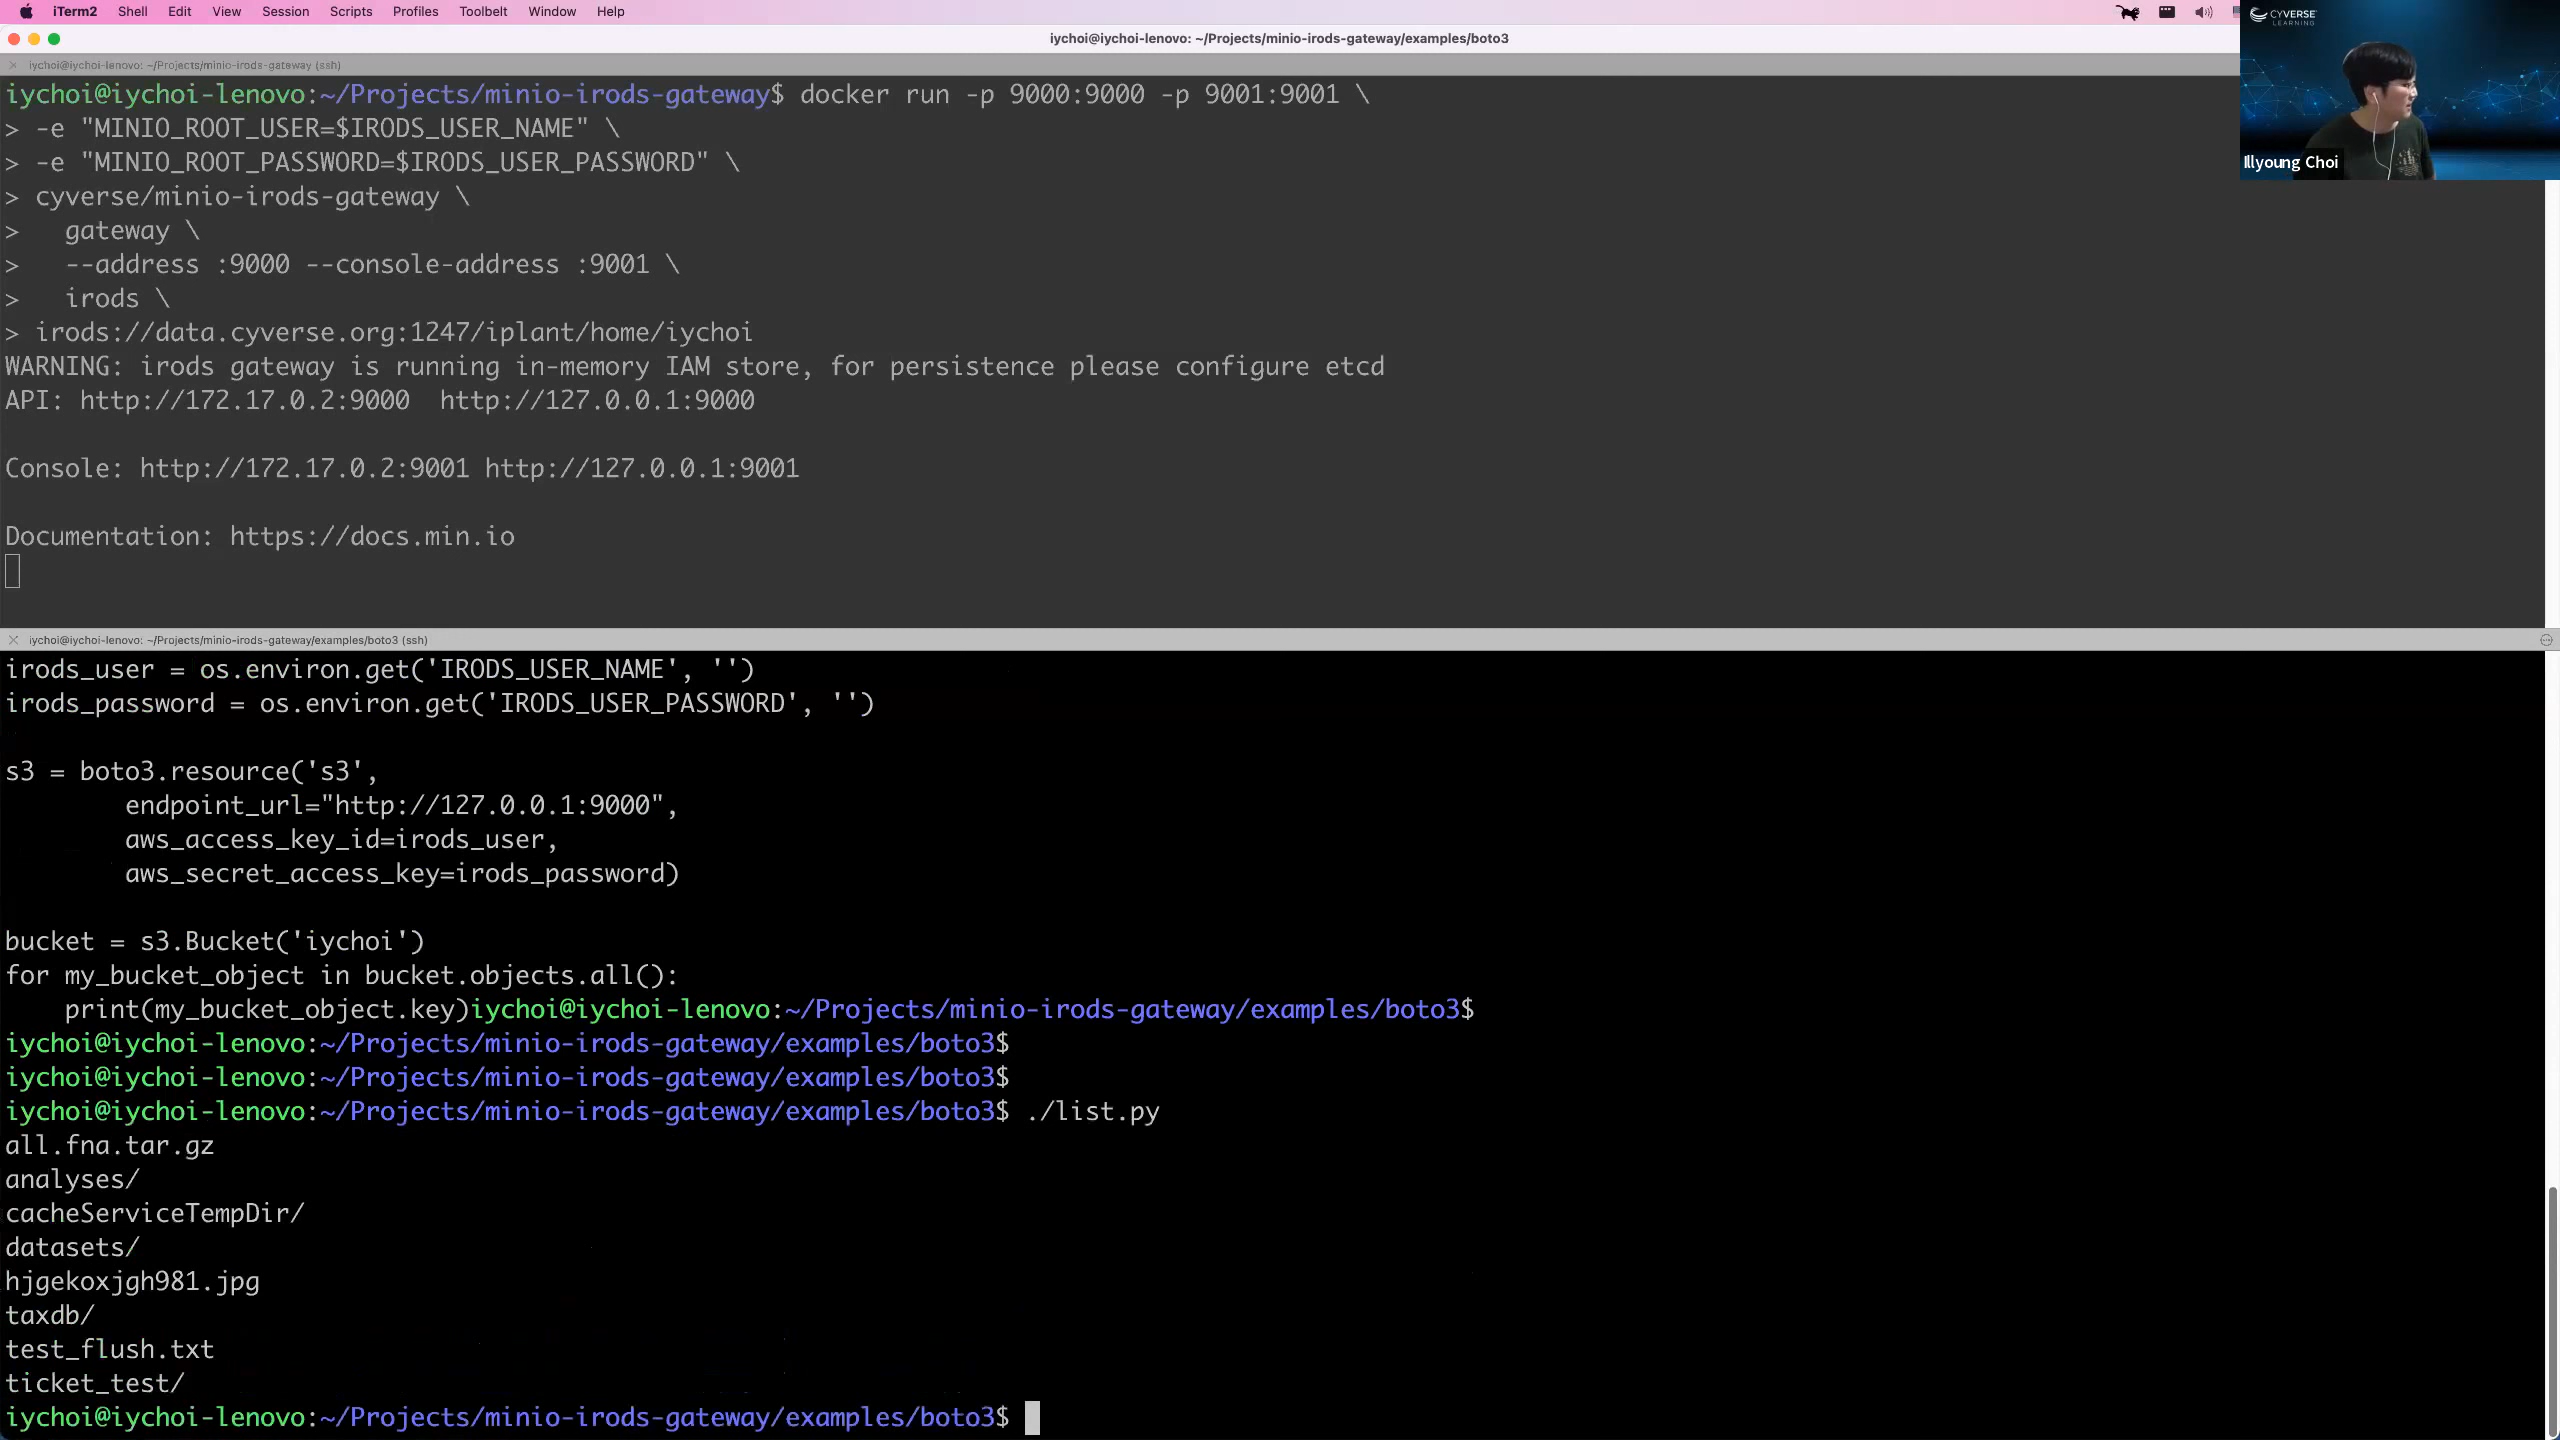 iTerm2 Shell Edit View Session Scripts Profiles Toolbelt Window Help
iychoi@iychoi-lenovo: ~/Projects/minio-irods-gateway/examples/boto3
CYVERSE
LEARNING
Illyoung Choi
iychoi@iychoi-lenovo: ~/Projects/minio-irods-gateway (ssh)
iychoi@iychoi-lenovo:~/Projects/minio-irods-gateway$ docker run -p 9000:9000 -p 9001:9001 \
> -e "MINIO_ROOT_USER=$IRODS_USER_NAME" \
> -e "MINIO_ROOT_PASSWORD=$IRODS_USER_PASSWORD" \
> cyverse/minio-irods-gateway \
>   gateway \
>   --address :9000 --console-address :9001 \
>   irods \
> irods://data.cyverse.org:1247/iplant/home/iychoi
WARNING: irods gateway is running in-memory IAM store, for persistence please configure etcd
API: http://172.17.0.2:9000  http://127.0.0.1:9000
Console: http://172.17.0.2:9001 http://127.0.0.1:9001
Documentation: https://docs.min.io
iychoi@iychoi-lenovo: ~/Projects/minio-irods-gateway/examples/boto3 (ssh)
irods_user = os.environ.get('IRODS_USER_NAME', '')
irods_password = os.environ.get('IRODS_USER_PASSWORD', '')
s3 = boto3.resource('s3',
        endpoint_url="http://127.0.0.1:9000",
        aws_access_key_id=irods_user,
        aws_secret_access_key=irods_password)
bucket = s3.Bucket('iychoi')
for my_bucket_object in bucket.objects.all():
    print(my_bucket_object.key)iychoi@iychoi-lenovo:~/Projects/minio-irods-gateway/examples/boto3$
iychoi@iychoi-lenovo:~/Projects/minio-irods-gateway/examples/boto3$
iychoi@iychoi-lenovo:~/Projects/minio-irods-gateway/examples/boto3$
iychoi@iychoi-lenovo:~/Projects/minio-irods-gateway/examples/boto3$ ./list.py
all.fna.tar.gz
analyses/
cacheServiceTempDir/
datasets/
hjgekoxjgh981.jpg
taxdb/
test_flush.txt
ticket_test/
iychoi@iychoi-lenovo:~/Projects/minio-irods-gateway/examples/boto3$